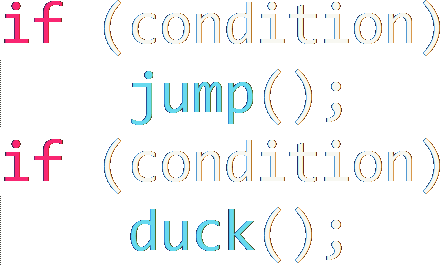 if (condition)
jump();
if (condition)
duck();